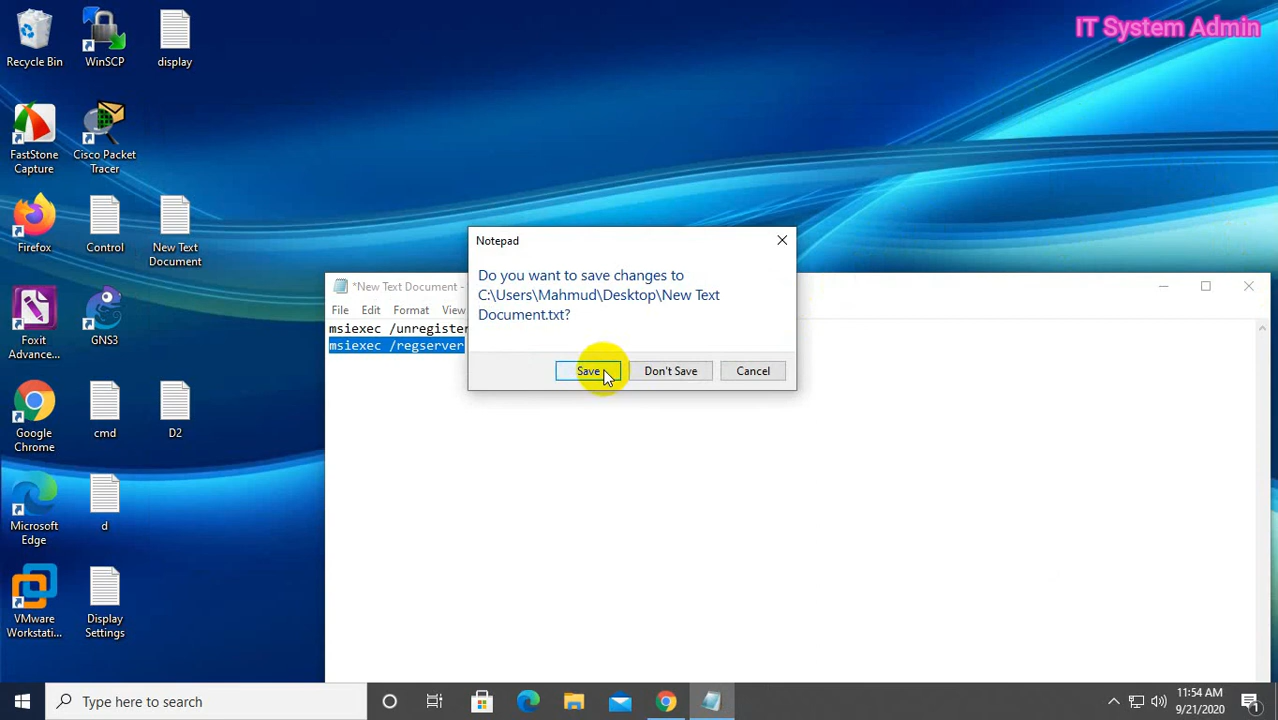 IT System Admin
Recycle Bin
WinSCP
display
FastStone
Capture
Cisco Packet
Tracer
Firefox
Control
New Text
Document
Foxit
Advance...
GNS3
Google
Chrome
cmd
D2
Microsoft
Edge
d
VMware
Workstati...
Display
Settings
*New Text Document -
File Edit Format View
msiexec /unregister
msiexec /regserver
Notepad
Do you want to save changes to
C:\Users\Mahmud\Desktop\New Text
Document.txt?
Save
Don't Save
Cancel
Type here to search
11:54 AM
9/21/2020
1